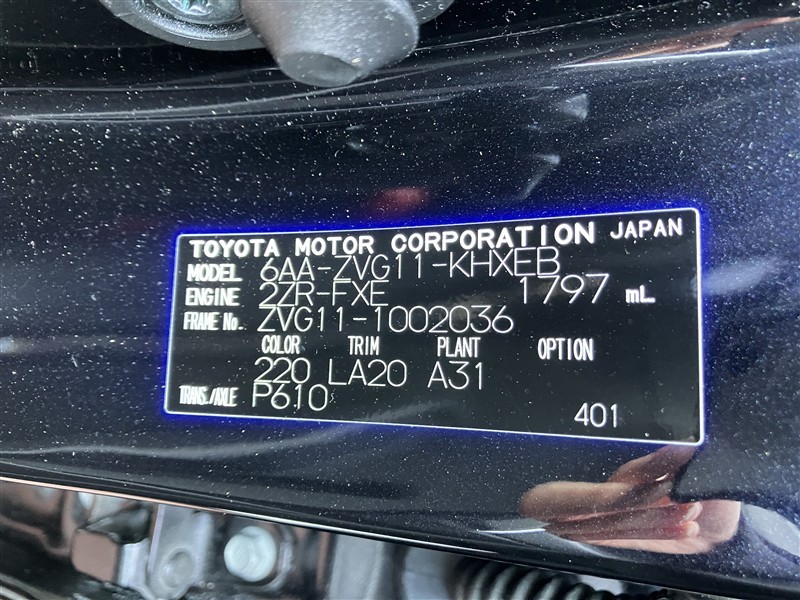 TOYOTA MOTOR CORPORATION JAPAN
MODEL 6AA-ZVG11-KHXEB
ENGINE 2ZR-FXE 1797 mL
FRAME No. ZVG11-1002036
COLOR TRIM PLANT OPTION
220 LA20 A31
TRANS./AXLE P610
401